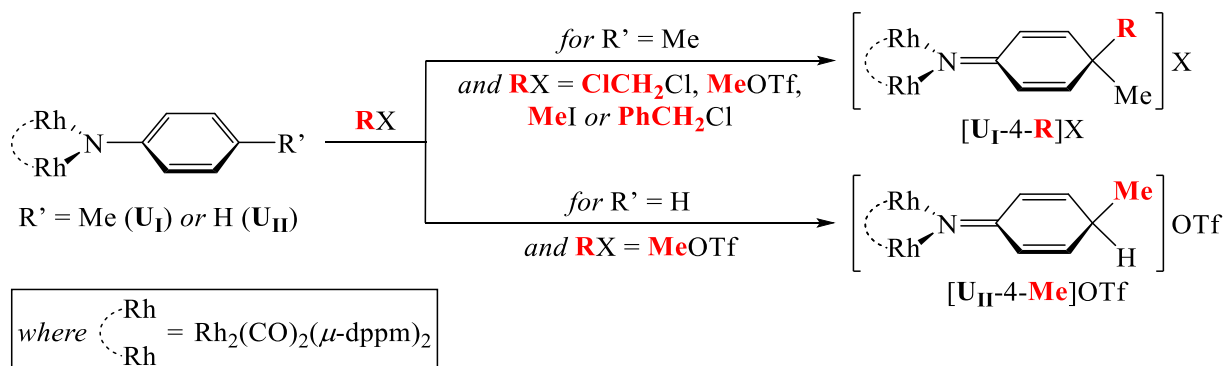 Rh
Rh
N
R’
R’ = Me (U_I) or H (U_II)
RX
for R’ = Me
and RX = ClCH₂Cl, MeOTf,
MeI or PhCH₂Cl
Rh
Rh
N
R
Me
X
[U_I-4-R]X
for R’ = H
and RX = MeOTf
Rh
Rh
N
Me
H
OTf
[U_II-4-Me]OTf
where Rh Rh = Rh₂(CO)₂(μ-dppm)₂